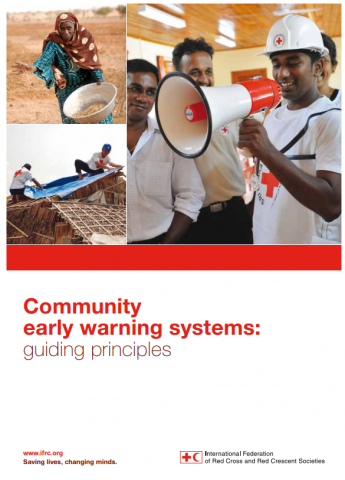 Community
early warning systems:
guiding principles
www.ifrc.org
Saving lives, changing minds.
International Federation
of Red Cross and Red Crescent Societies